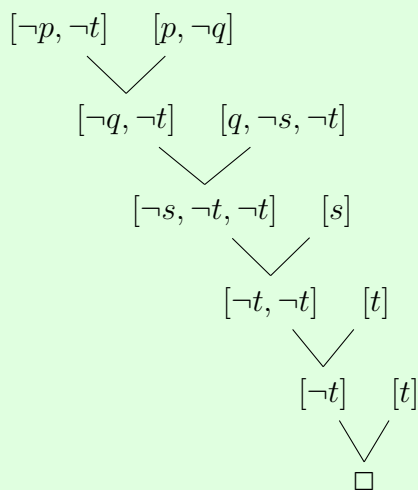 [¬p, ¬t] [p, ¬q]
[¬q, ¬t] [q, ¬s, ¬t]
[¬s, ¬t, ¬t] [s]
[¬t, ¬t] [t]
[¬t] [t]
□